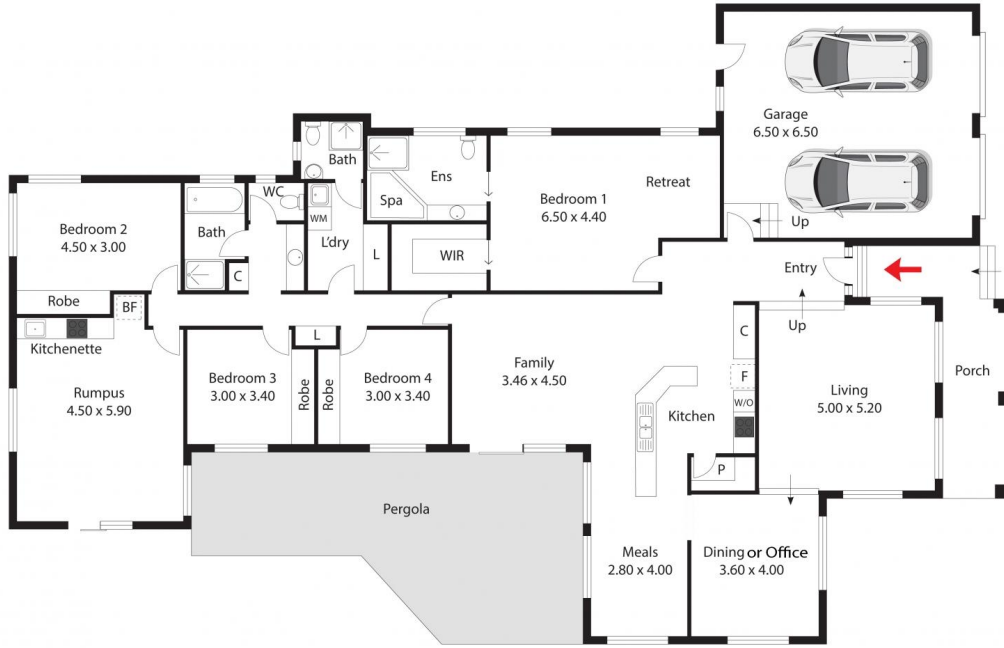 Garage
6.50 x 6.50
Up
Bath
WC
Ens
Spa
Bedroom 1
6.50 x 4.40
Retreat
Bedroom 2
4.50 x 3.00
Bath
WM
L'dry
L
WIR
C
Entry
Up
Robe
BF
Kitchenette
Rumpus
4.50 x 5.90
L
Bedroom 3
3.00 x 3.40
Robe
Robe
Bedroom 4
3.00 x 3.40
Family
3.46 x 4.50
C
F
W/O
Kitchen
P
Living
5.00 x 5.20
Porch
Pergola
Meals
2.80 x 4.00
Dining or Office
3.60 x 4.00